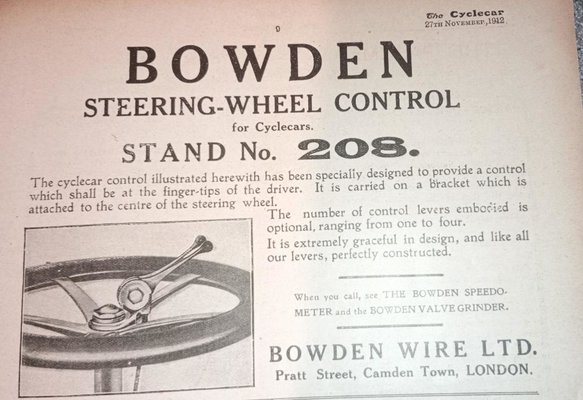 The Cyclecar
27TH NOVEMBER, 1912
9
BOWDEN
STEERING-WHEEL CONTROL
for Cyclecars.
STAND No. 208.
The cyclecar control illustrated herewith has been specially designed to provide a control
which shall be at the finger-tips of the driver. It is carried on a bracket which is
attached to the centre of the steering wheel.
The number of control levers embodied is
optional, ranging from one to four.
It is extremely graceful in design, and like all
our levers, perfectly constructed.
When you call, see THE BOWDEN SPEEDO-
METER and the BOWDEN VALVE GRINDER.
BOWDEN WIRE LTD.
Pratt Street, Camden Town, LONDON.